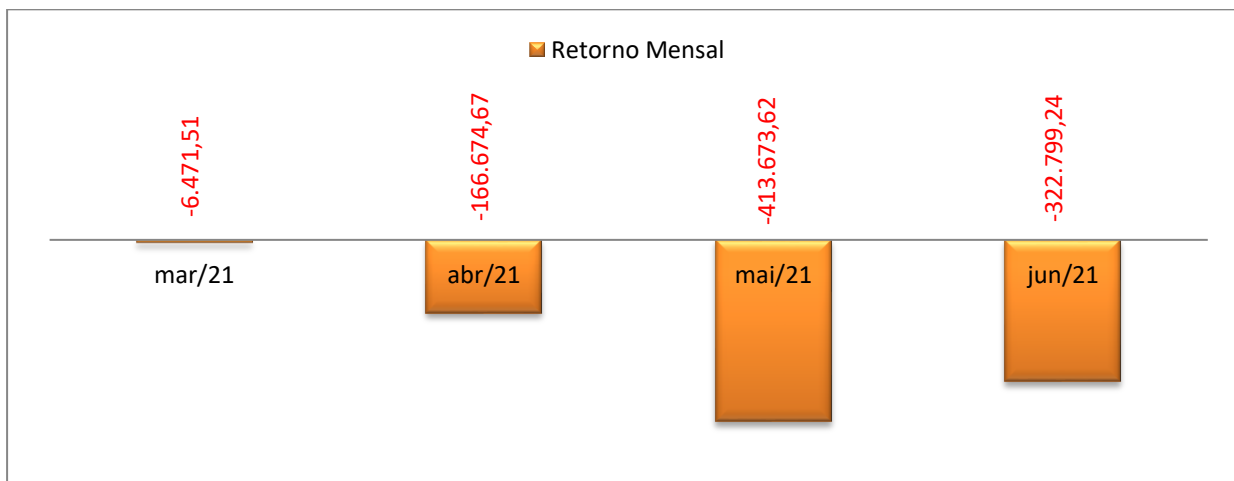 Retorno Mensal
-6.471,51
-166.674,67
-413.673,62
-322.799,24
mar/21
abr/21
mai/21
jun/21